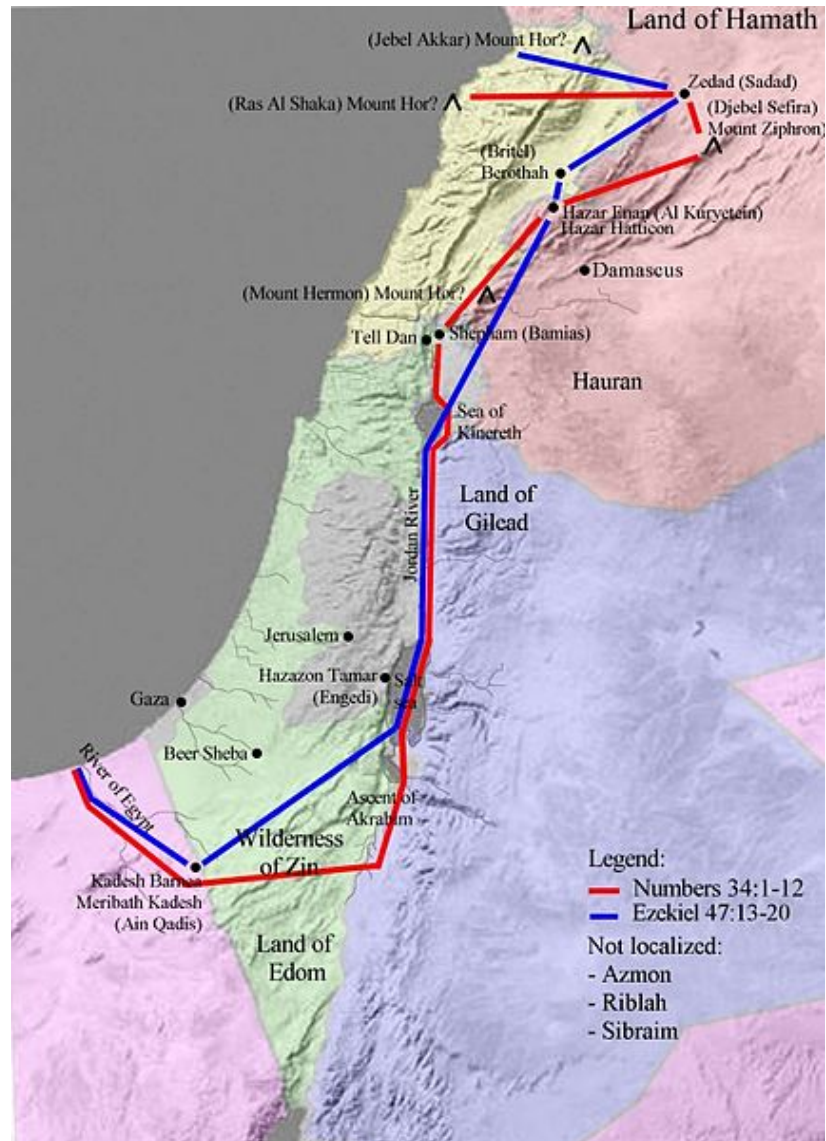 Land of Hamath
(Jebel Akkar) Mount Hor?
Zedad (Sadad)
(Ras Al Shaka) Mount Hor?
(Djebel Sefira)
Mount Ziphron)
(Britel)
Berothah
Hazar Enan (Al Kuryetein)
Hazar Hatticon
Damascus
(Mount Hermon) Mount Hor?
Tell Dan
Shepham (Bamias)
Hauran
Sea of
Kinereth
Land of
Gilead
Jordan River
Jerusalem
Hazazon Tamar
(Engedi)
Salt
sea
Gaza
Beer Sheba
River of Egypt
Ascent of
Akrabim
Wilderness
of Zin
Kadesh Barnea
Meribath Kadesh
(Ain Qadis)
Land of
Edom
Legend:
Numbers 34:1-12
Ezekiel 47:13-20
Not localized:
- Azmon
- Riblah
- Sibraim